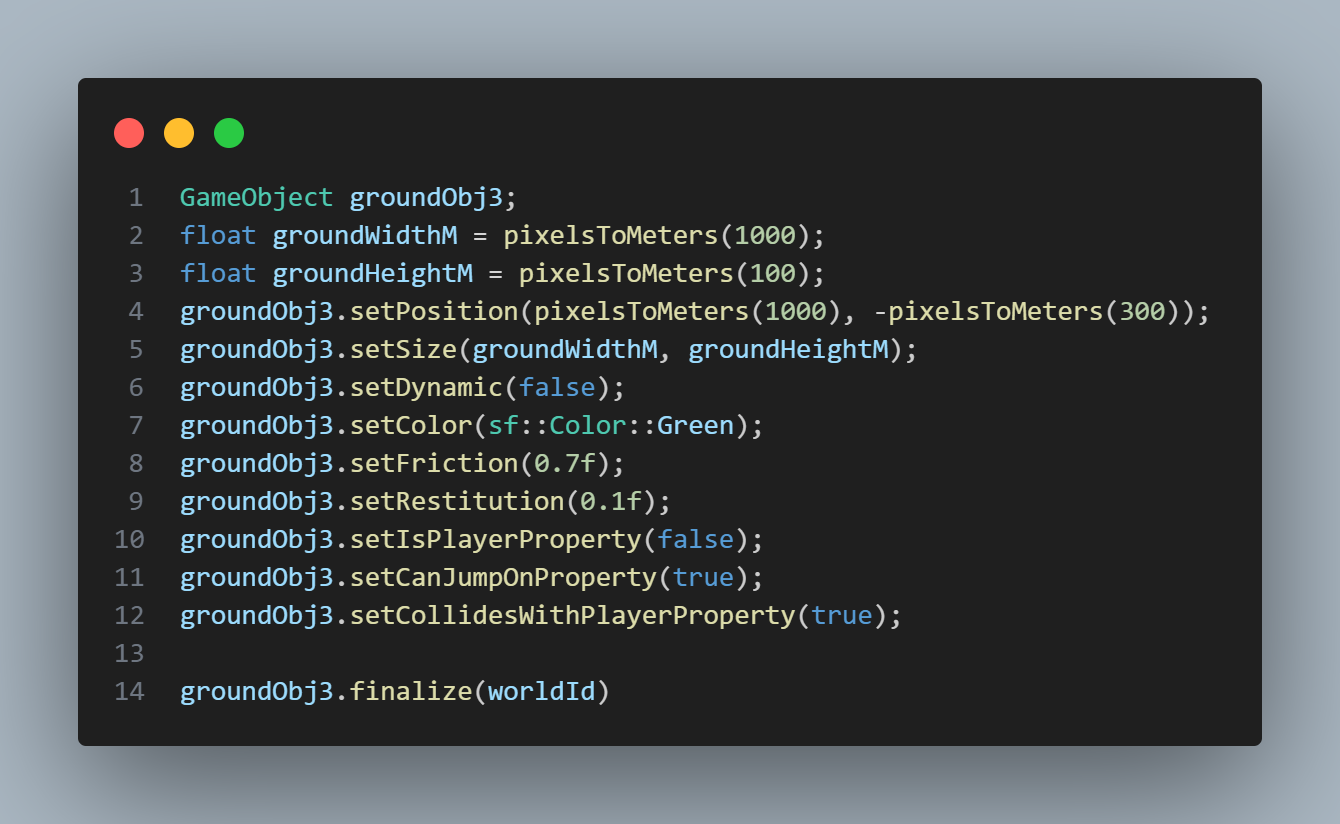 1 GameObject groundObj3;
2 float groundWidthM = pixelsToMeters(1000);
3 float groundHeightM = pixelsToMeters(100);
4 groundObj3.setPosition(pixelsToMeters(1000), -pixelsToMeters(300));
5 groundObj3.setSize(groundWidthM, groundHeightM);
6 groundObj3.setDynamic(false);
7 groundObj3.setColor(sf::Color::Green);
8 groundObj3.setFriction(0.7f);
9 groundObj3.setRestitution(0.1f);
10 groundObj3.setIsPlayerProperty(false);
11 groundObj3.setCanJumpOnProperty(true);
12 groundObj3.setCollidesWithPlayerProperty(true);
13
14 groundObj3.finalize(worldId)